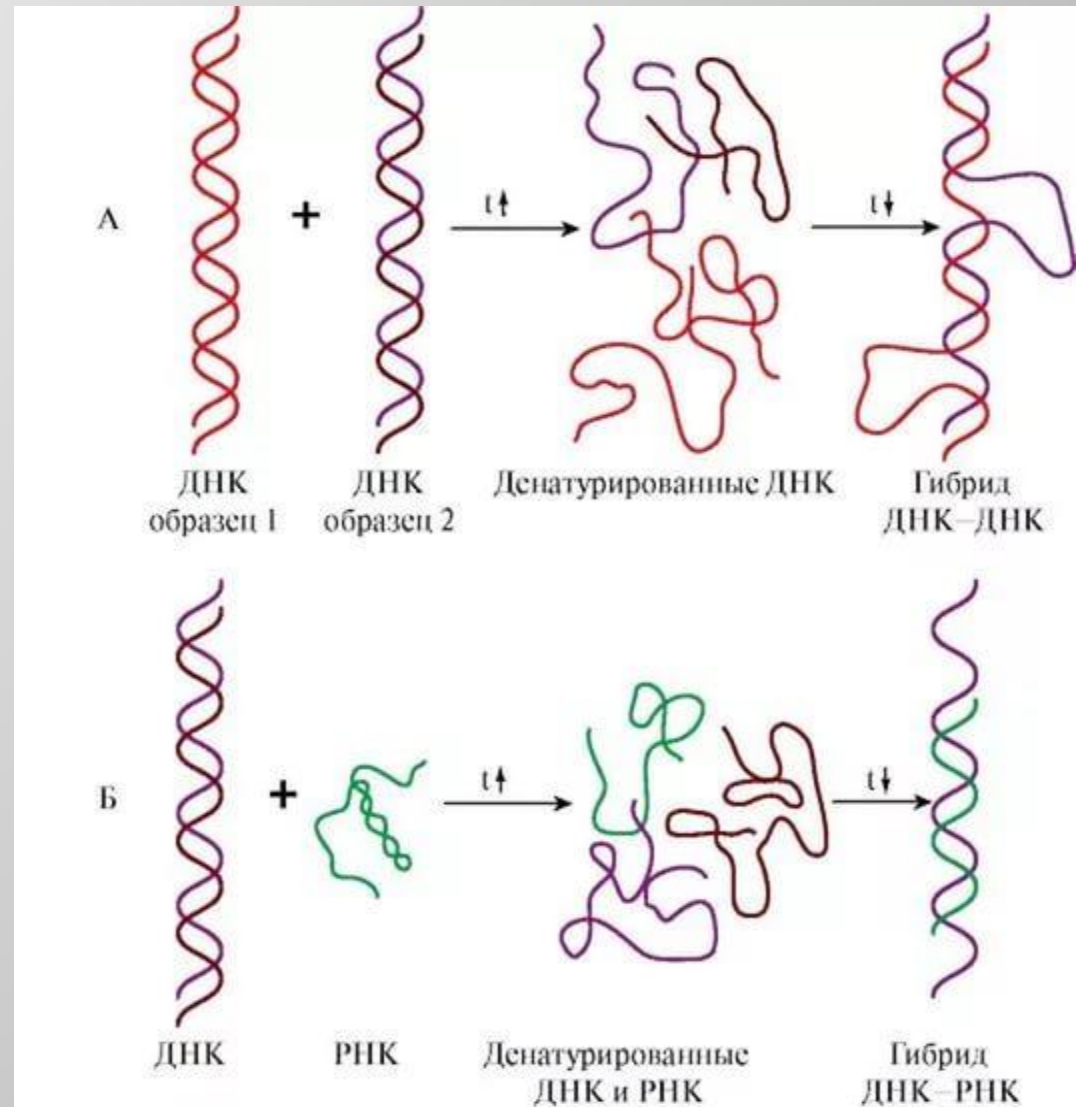 А
+
t↑
t↓
ДНК
образец 1
ДНК
образец 2
Денатурированные ДНК
Гибрид
ДНК–ДНК
Б
+
t↑
t↓
ДНК
РНК
Денатурированные
ДНК и РНК
Гибрид
ДНК–РНК